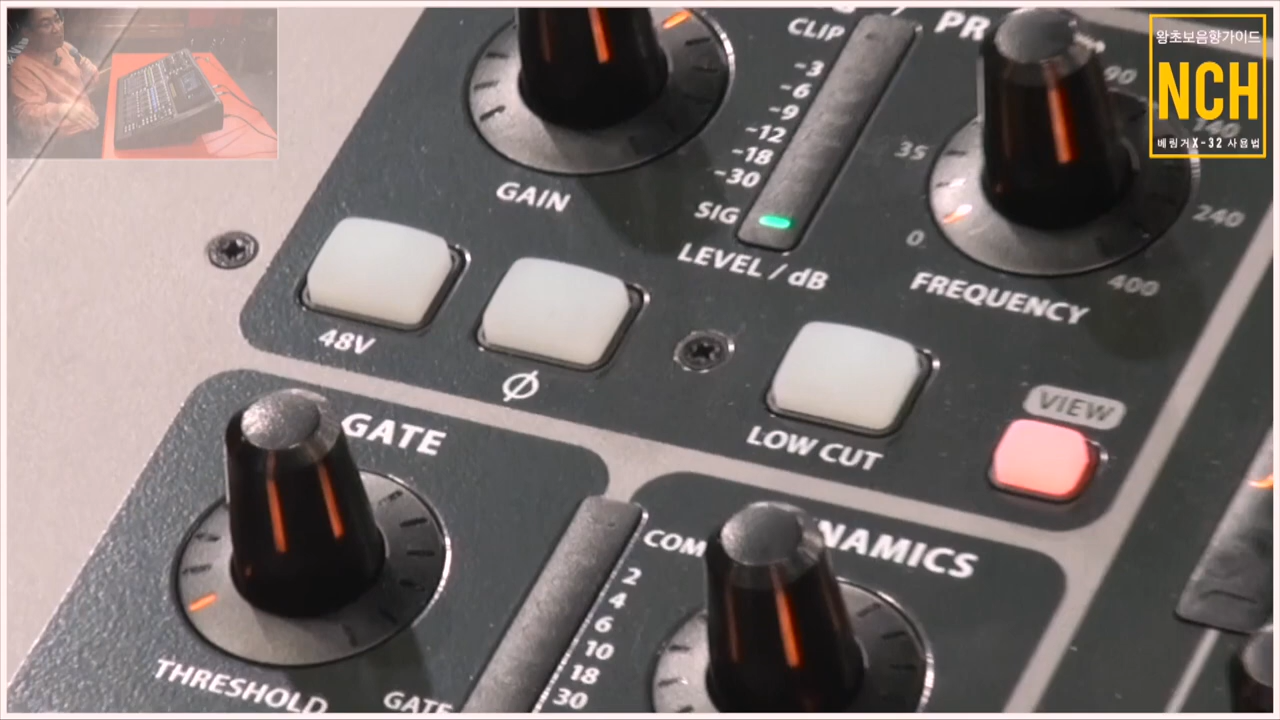 왕초보음향가이드
NCH
베링거X-32 사용법
CLIP
-3
-6
-9
-12
-18
-30
SIG
LEVEL / dB
GAIN
48V
Ø
PR
90
140
35
240
0
400
FREQUENCY
LOW CUT
VIEW
GATE
THRESHOLD
GATE
COM
NAMICS
2
4
6
10
18
30